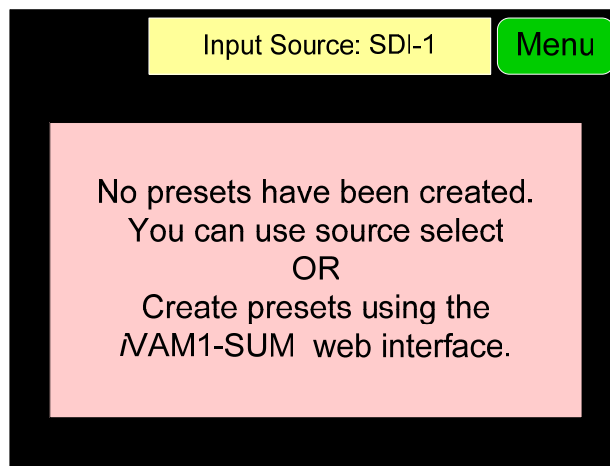 Input Source: SDI-1
Menu
No presets have been created.
You can use source select
OR
Create presets using the
iVAM1-SUM web interface.